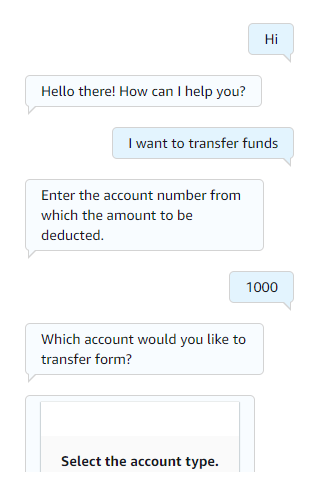 Hi
Hello there! How can I help you?
I want to transfer funds
Enter the account number from
which the amount to be
deducted.
1000
Which account would you like to
transfer form?
Select the account type.